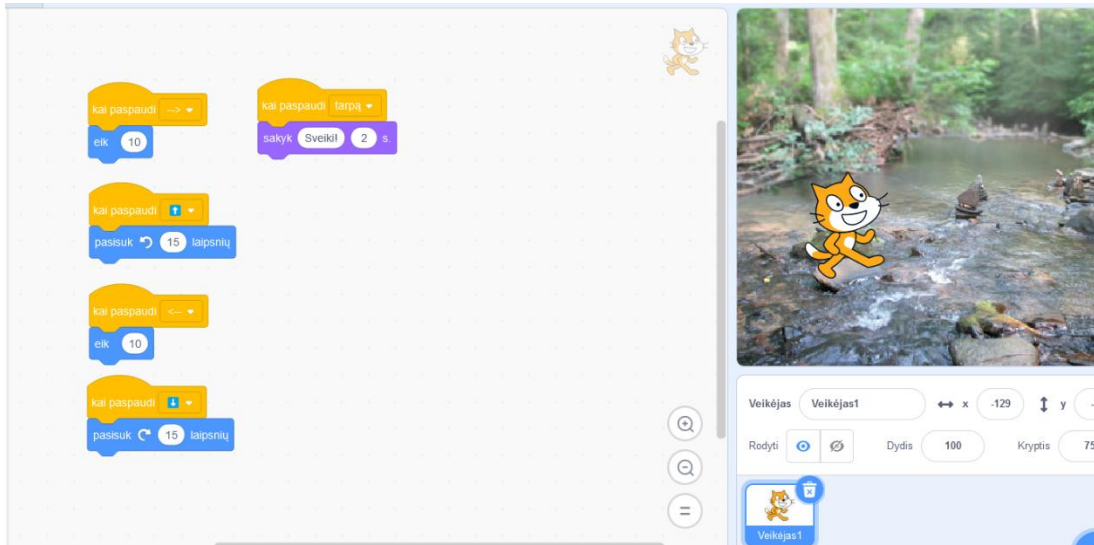 kai paspaudi -->
eik 10
kai paspaudi ⬆
pasisuk 15 laipsnių
kai paspaudi <--
eik 10
kai paspaudi ⬇
pasisuk 15 laipsnių
kai paspaudi tarpą
sakyk Sveiki! 2 s.
Veikėjas Veikėjas1 x -129 y
Rodyti Dydis 100 Kryptis 75
Veikėjas1